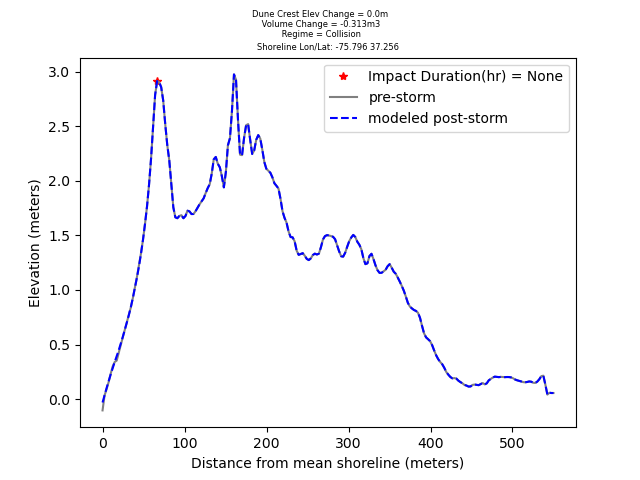 Dune Crest Elev Change = 0.0m
Volume Change = -0.313m3
Regime = Collision
Shoreline Lon/Lat: -75.796 37.256
Impact Duration(hr) = None
pre-storm
modeled post-storm
3.0
2.5
2.0
1.5
1.0
0.5
0.0
Elevation (meters)
0 100 200 300 400 500
Distance from mean shoreline (meters)